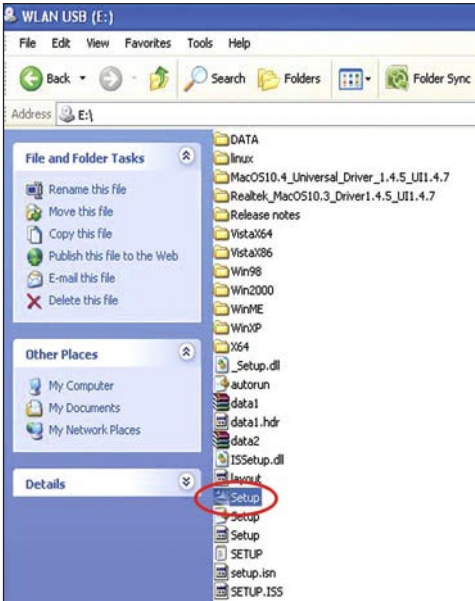 WLAN USB (E:)
File Edit View Favorites Tools Help
Back Search Folders Folder Sync
Address E:\
File and Folder Tasks
Rename this file
Move this file
Copy this file
Publish this file to the Web
E-mail this file
Delete this file
Other Places
My Computer
My Documents
My Network Places
Details
DATA
linux
MacOS10.4_Universal_Driver_1.4.5_UI1.4.7
Realtek_MacOS10.3_Driver1.4.5_UI1.4.7
Release notes
VistaX64
VistaX86
Win98
Win2000
WinME
WinXP
X64
_Setup.dll
autorun
data1
data1.hdr
data2
ISSetup.dll
layout
Setup
Setup
Setup
SETUP
setup.isn
SETUP.ISS